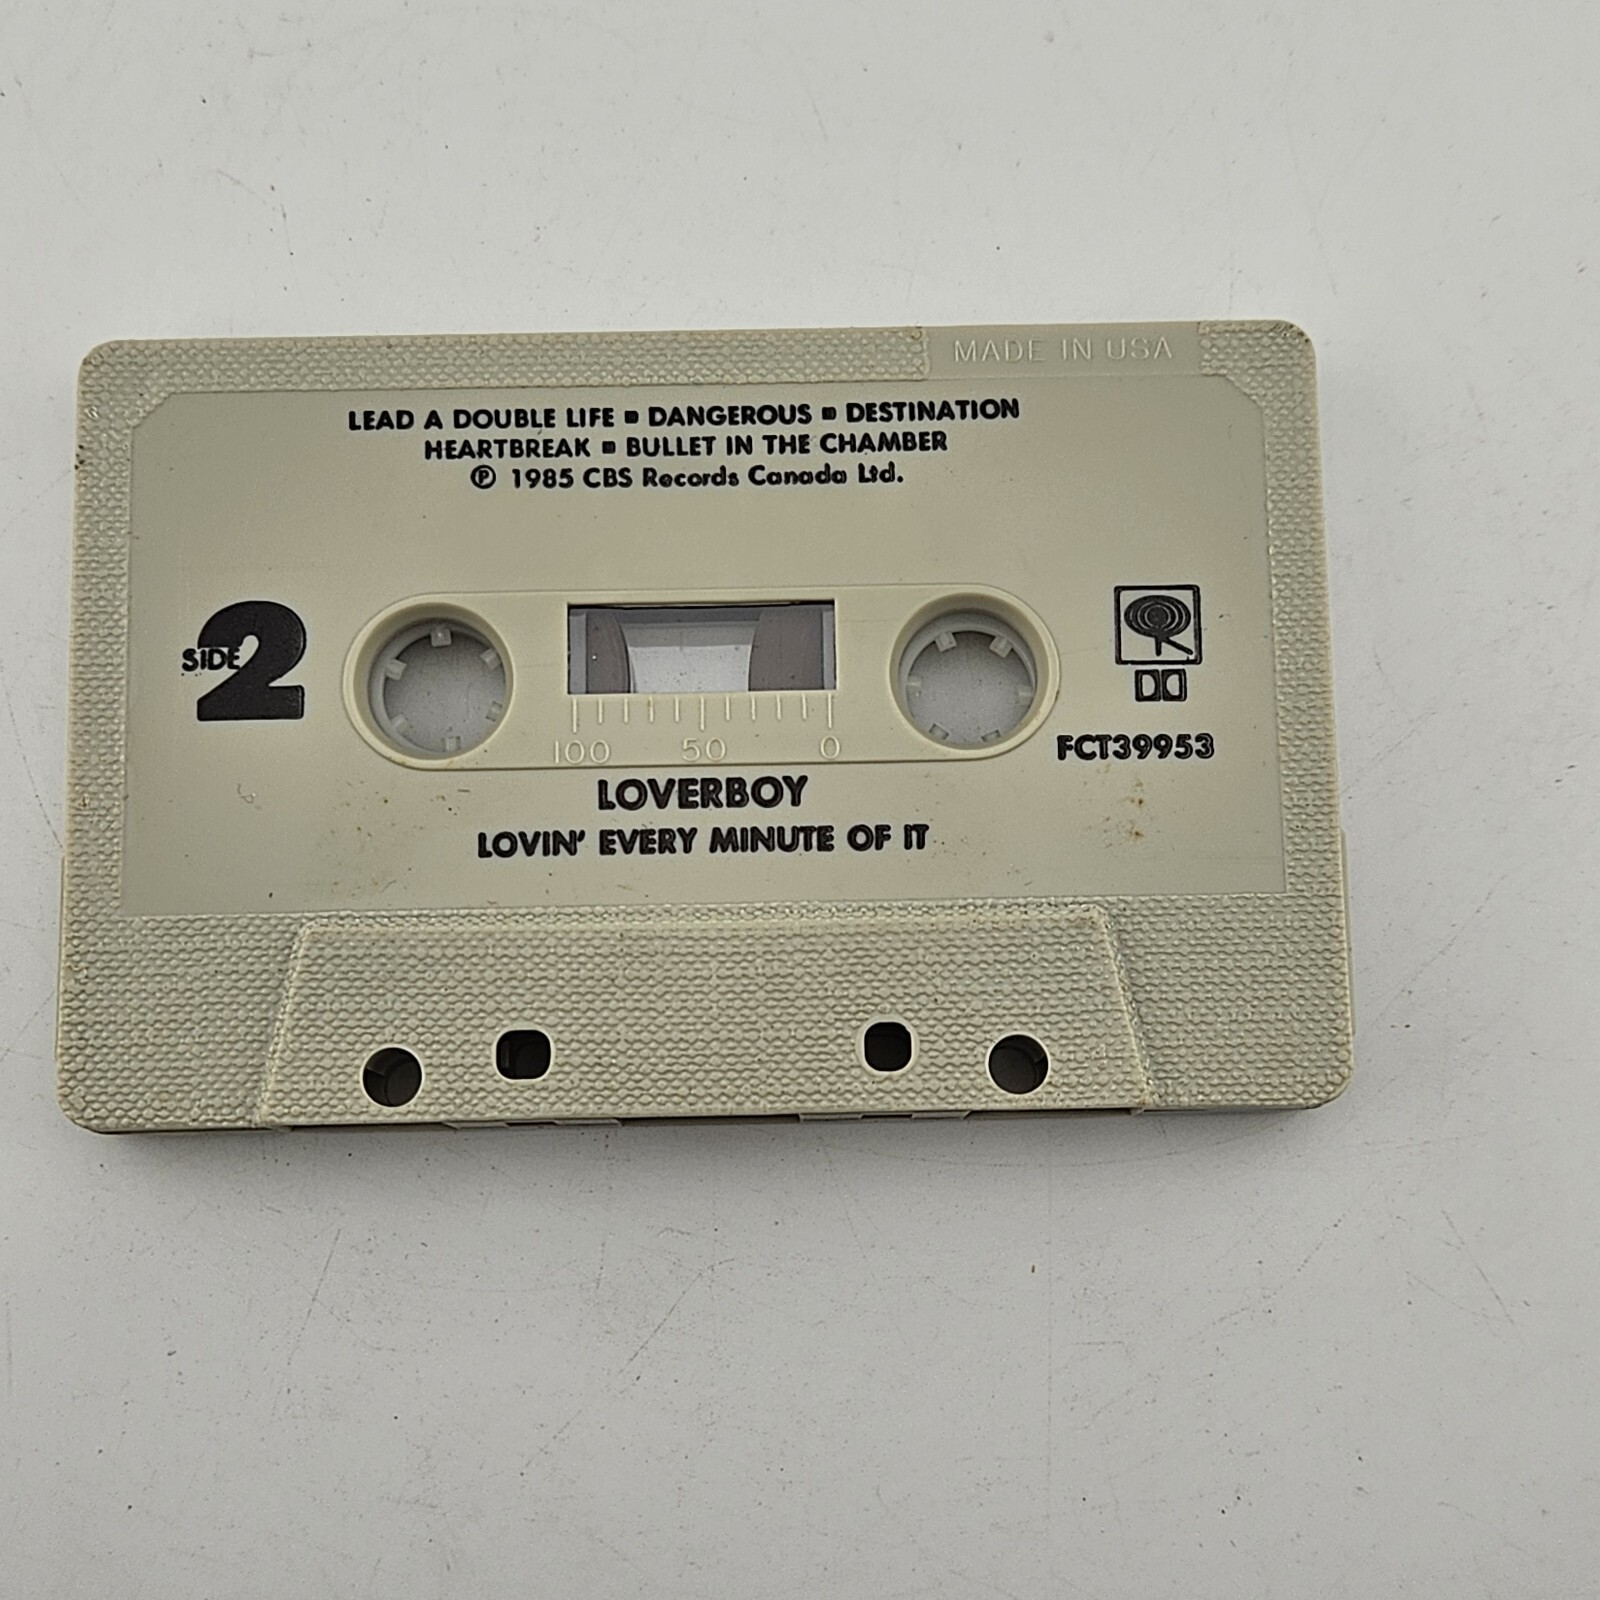 MADE IN USA
LEAD A DOUBLE LIFE ▪ DANGEROUS ▪ DESTINATION
HEARTBREAK ▪ BULLET IN THE CHAMBER
℗ 1985 CBS Records Canada Ltd.
SIDE 2
100 50 0
FCT39953
LOVERBOY
LOVIN' EVERY MINUTE OF IT